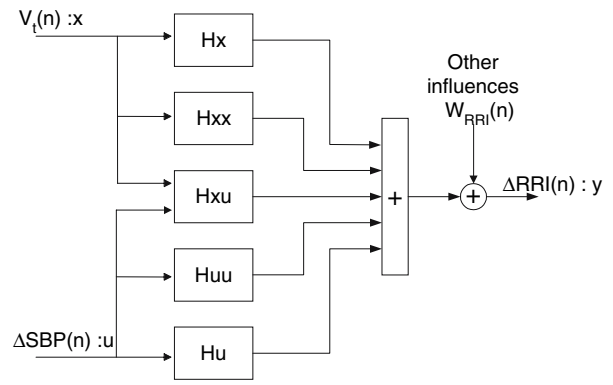 V_t(n) :x
Hx
Other
influences
W_RRI(n)
Hxx
Hxu
+
+
ΔRRI(n) : y
Huu
ΔSBP(n) :u
Hu